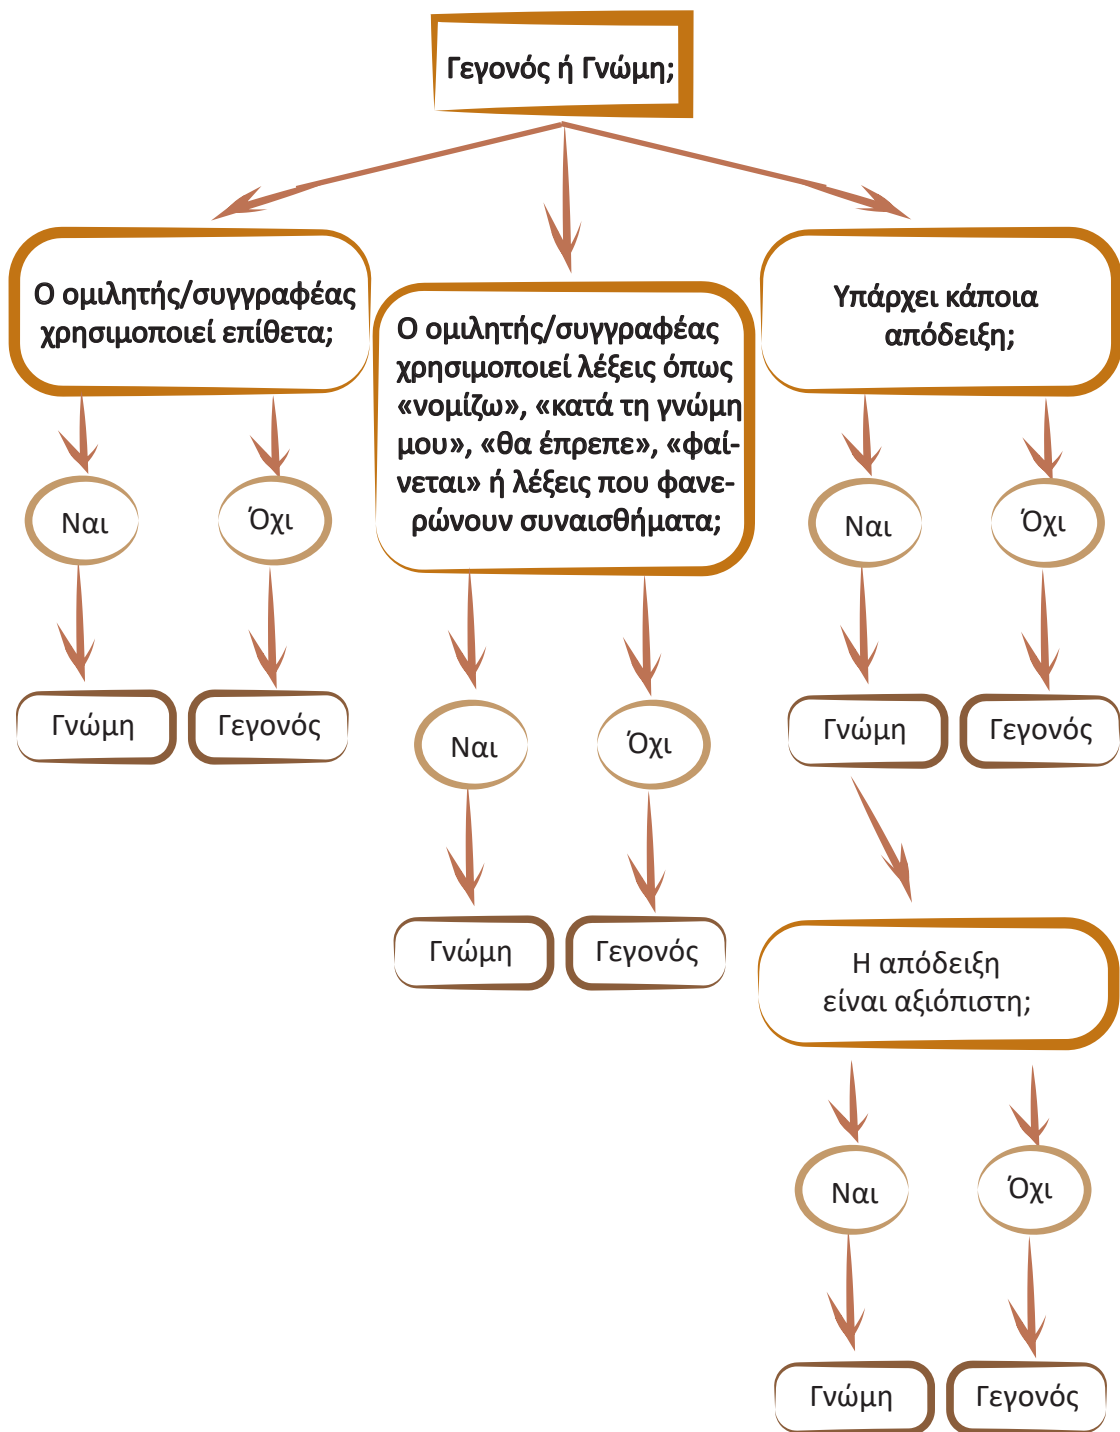 Γεγονός ή Γνώμη;
Ο ομιλητής/συγγραφέας
χρησιμοποιεί επίθετα;
Ναι
Όχι
Γνώμη
Γεγονός
Ο ομιλητής/συγγραφέας
χρησιμοποιεί λέξεις όπως
«νομίζω», «κατά τη γνώμη
μου», «θα έπρεπε», «φαί-
νεται» ή λέξεις που φανε-
ρώνουν συναισθήματα;
Ναι
Όχι
Γνώμη
Γεγονός
Υπάρχει κάποια
απόδειξη;
Ναι
Όχι
Γνώμη
Γεγονός
Η απόδειξη
είναι αξιόπιστη;
Ναι
Όχι
Γνώμη
Γεγονός